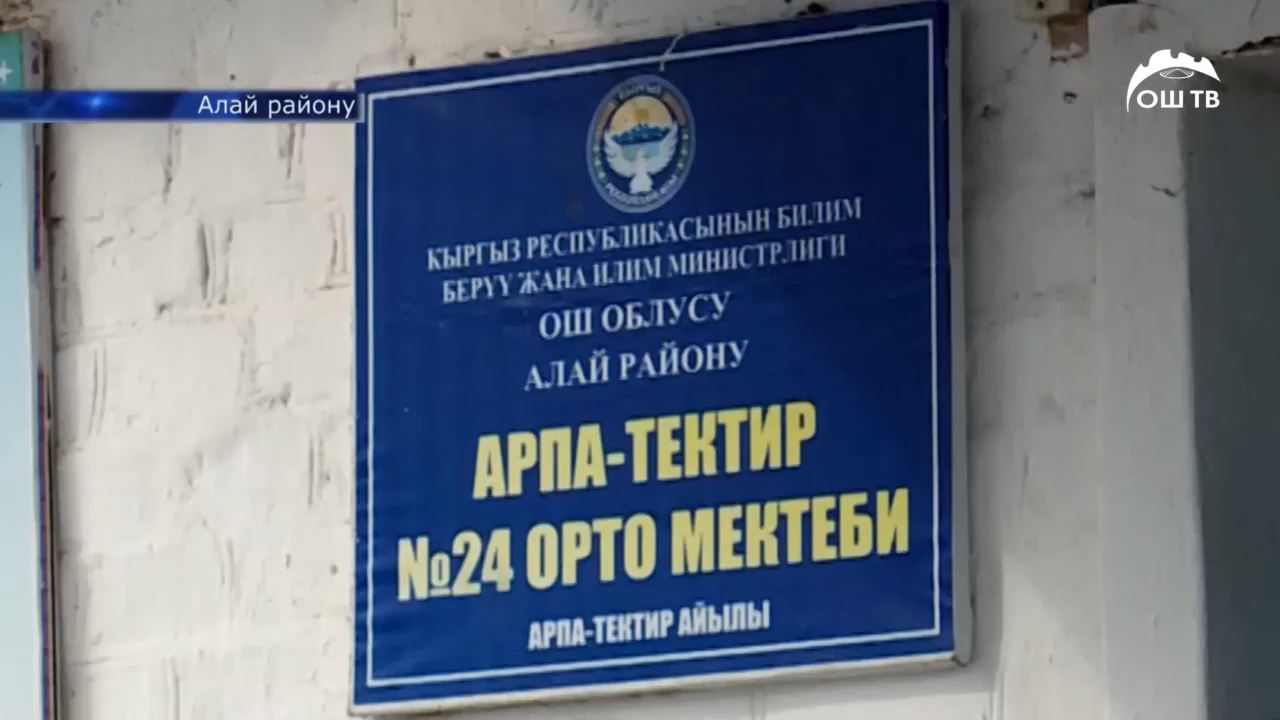 Алай району
ОШ ТВ
КЫРГЫЗ
КЫРГЫЗ РЕСПУБЛИКАСЫНЫН БИЛИМ
БЕРҮҮ ЖАНА ИЛИМ МИНИСТРЛИГИ
ОШ ОБЛУСУ
АЛАЙ РАЙОНУ
АРПА-ТЕКТИР
№24 ОРТО МЕКТЕБИ
АРПА-ТЕКТИР АЙЫЛЫ